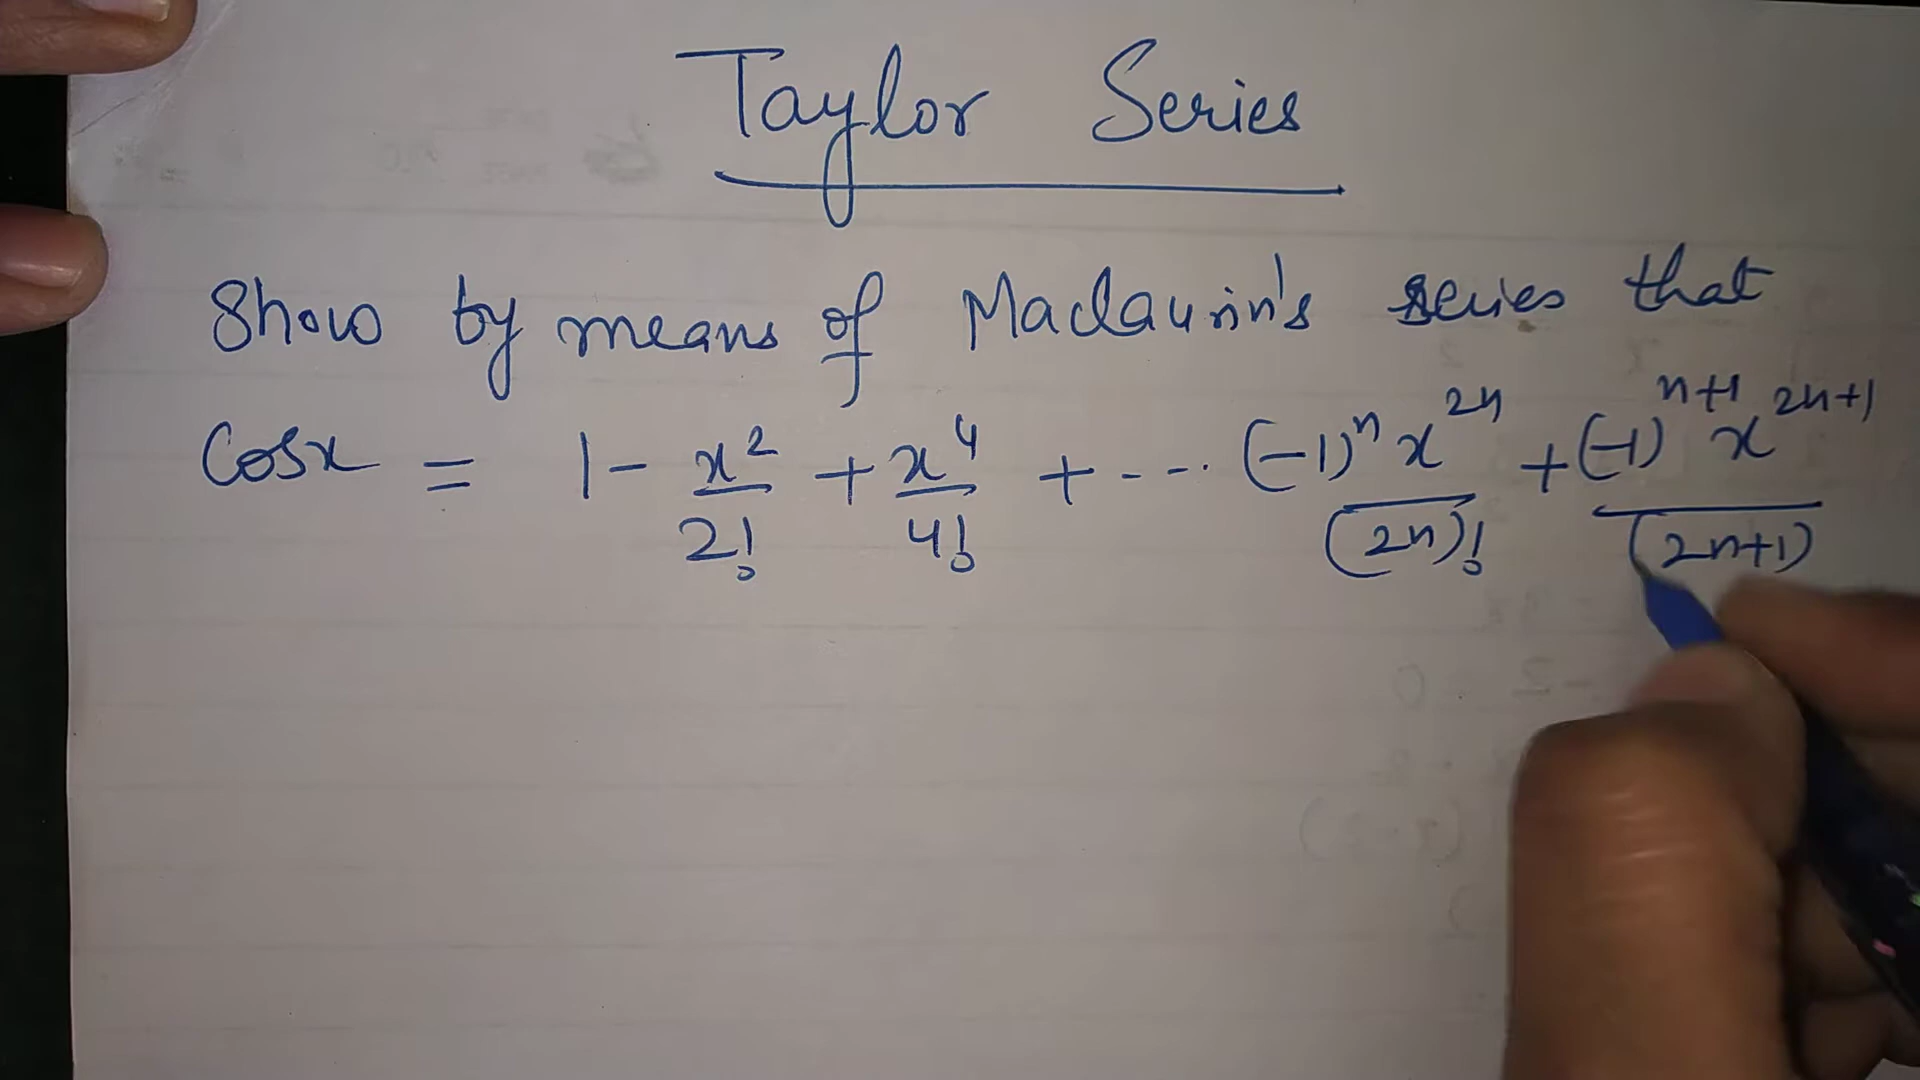 Taylor Series
Show by means of Maclaurin's series that
Cosx = 1 - x²/2! + x⁴/4! + --- (-1)ⁿ x²ⁿ/(2n)! + (-1)ⁿ⁺¹ x²ⁿ⁺¹/(2n+1)